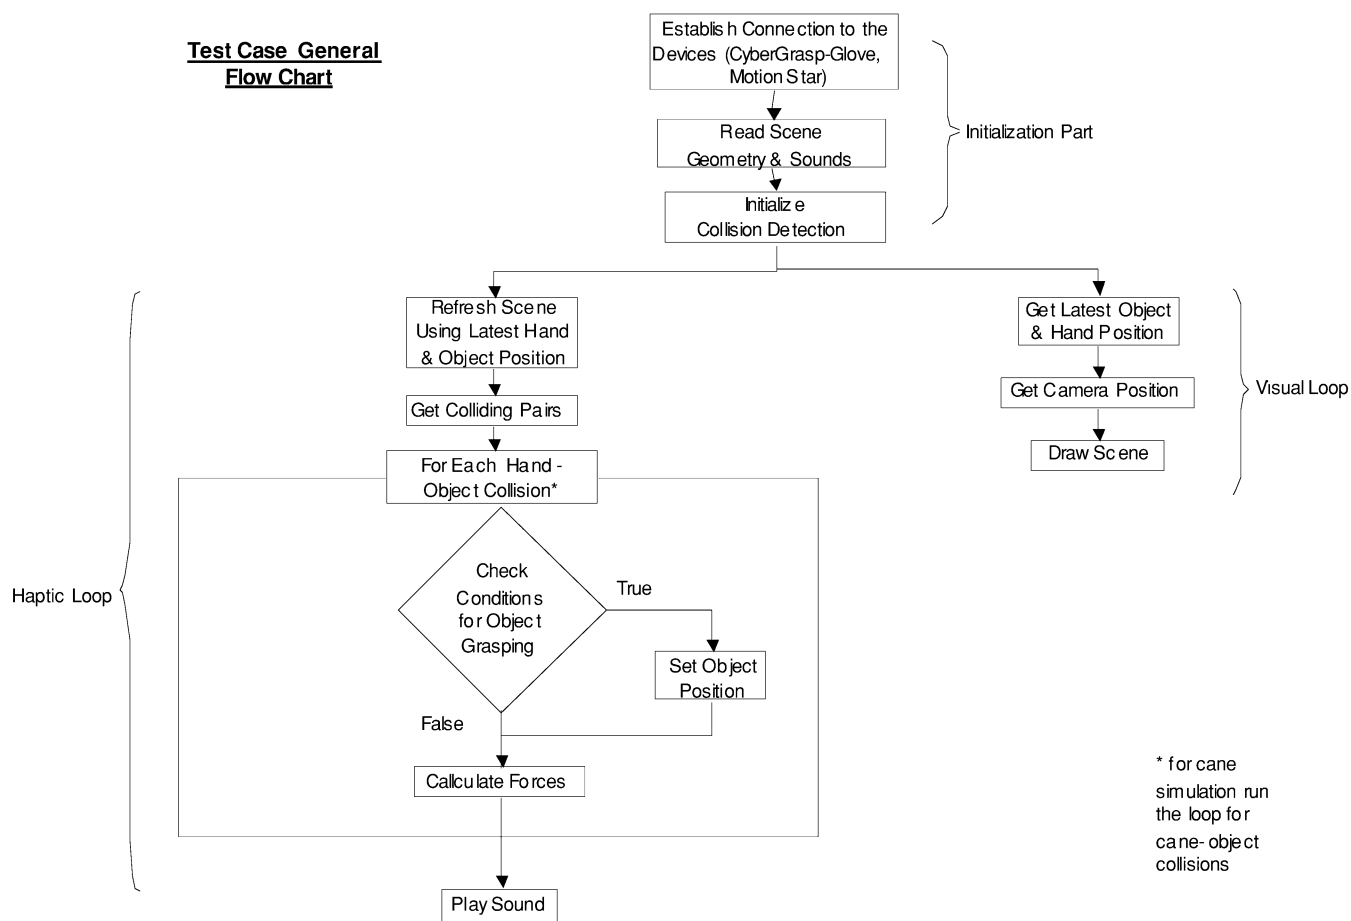 Test Case General
Flow Chart
Establish Connection to the
Devices (CyberGrasp-Glove,
Motion Star)
Read Scene
Geometry & Sounds
Initialize
Collision Detection
Initialization Part
Refresh Scene
Using Latest Hand
& Object Position
Get Colliding Pairs
For Each Hand -
Object Collision*
Check
Conditions
for Object
Grasping
True
Set Object
Position
False
Callculate Forces
Play Sound
Haptic Loop
Get Latest Object
& Hand Position
Get Camera Position
Draw Scene
Visual Loop
* for cane
simulation run
the loop for
cane-object
collisions